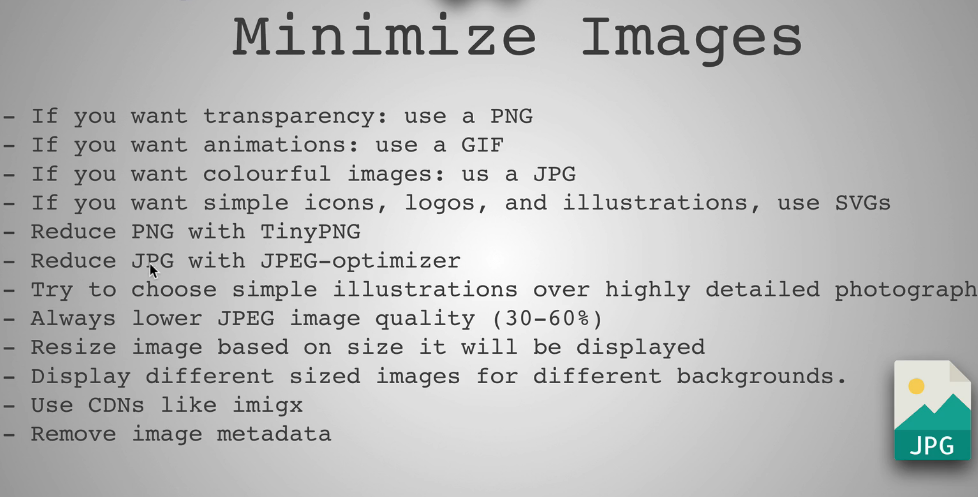 Minimize Images
- If you want transparency: use a PNG
- If you want animations: use a GIF
- If you want colourful images: us a JPG
- If you want simple icons, logos, and illustrations, use SVGs
- Reduce PNG with TinyPNG
- Reduce JPG with JPEG-optimizer
- Try to choose simple illustrations over highly detailed photograph
- Always lower JPEG image quality (30-60%)
- Resize image based on size it will be displayed
- Display different sized images for different backgrounds.
- Use CDNs like imigx
- Remove image metadata
JPG